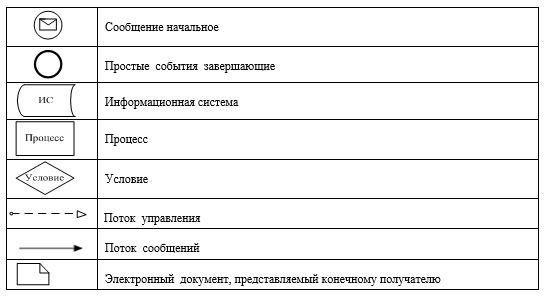 Сообщение начальное
Простые события завершающие
ИС
Информационная система
Процесс
Процесс
Условие
Условие
Поток управления
Поток сообщений
Электронный документ, представляемый конечному получателю